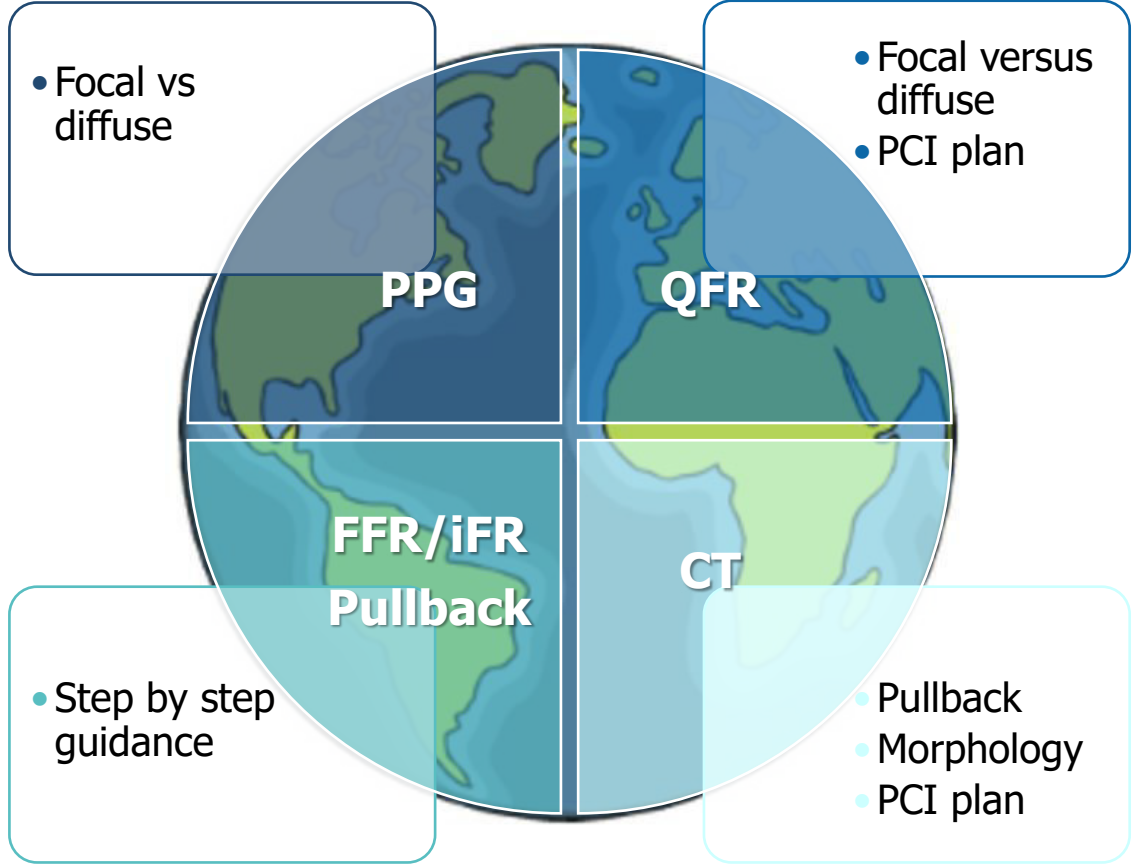 • Focal vs
diffuse
• Focal versus
diffuse
• PCI plan
PPG
QFR
FFR/iFR
Pullback
CT
• Step by step
guidance
• Pullback
• Morphology
• PCI plan